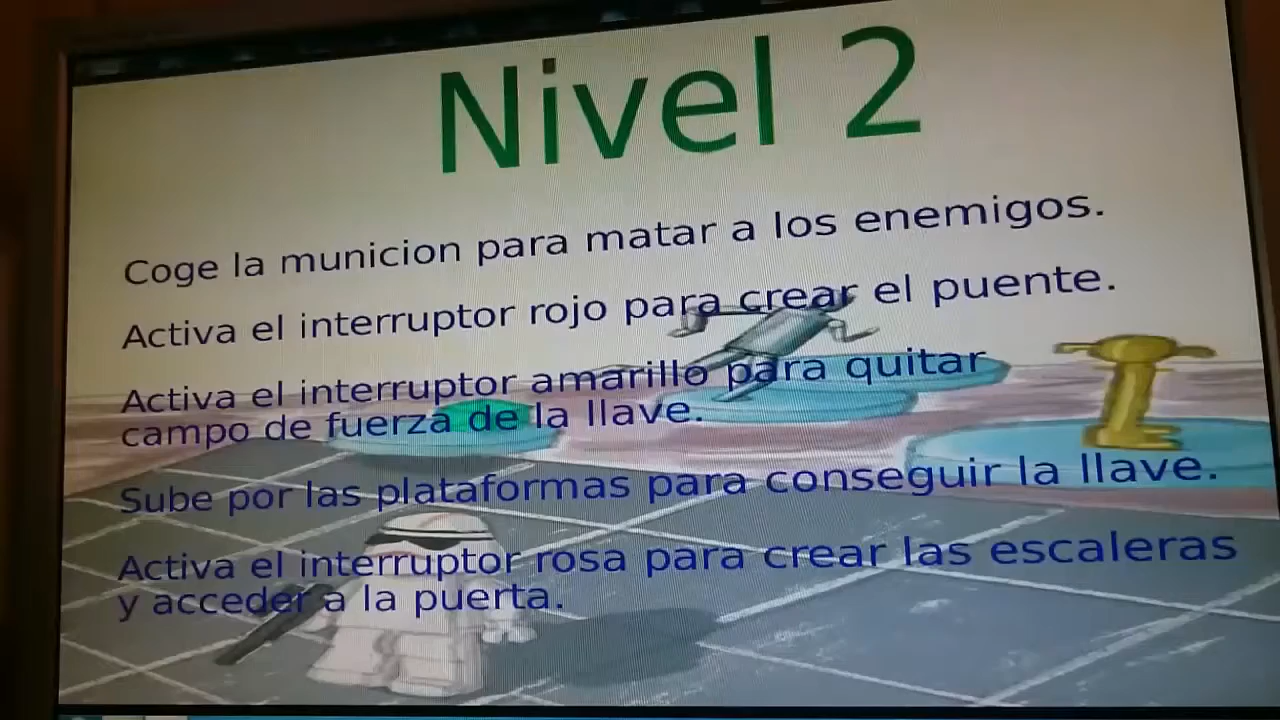 Nivel 2
Coge la municion para matar a los enemigos.
Activa el interruptor rojo para crear el puente.
Activa el interruptor amarillo para quitar
campo de fuerza de la llave.
Sube por las plataformas para conseguir la llave.
Activa el interruptor rosa para crear las escaleras
y acceder a la puerta.